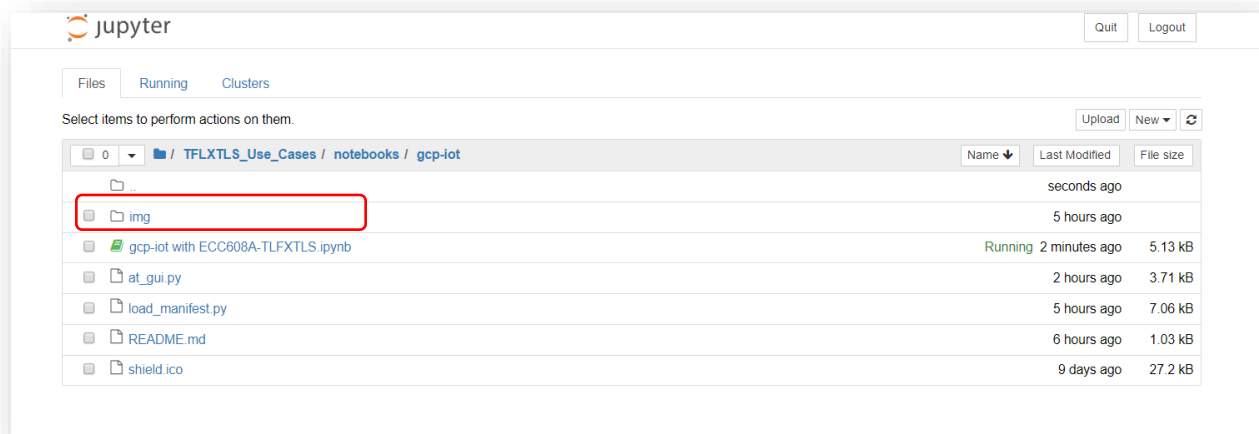 jupyter Quit Logout
Files Running Clusters
Select items to perform actions on them. Upload New
0 / TFLXTLS_Use_Cases / notebooks / gcp-iot Name Last Modified File size
.. seconds ago
img 5 hours ago
gcp-iot with ECC608A-TLFXTLS.ipynb Running 2 minutes ago 5.13 kB
at_gui.py 2 hours ago 3.71 kB
load_manifest.py 5 hours ago 7.06 kB
README.md 6 hours ago 1.03 kB
shield.ico 9 days ago 27.2 kB